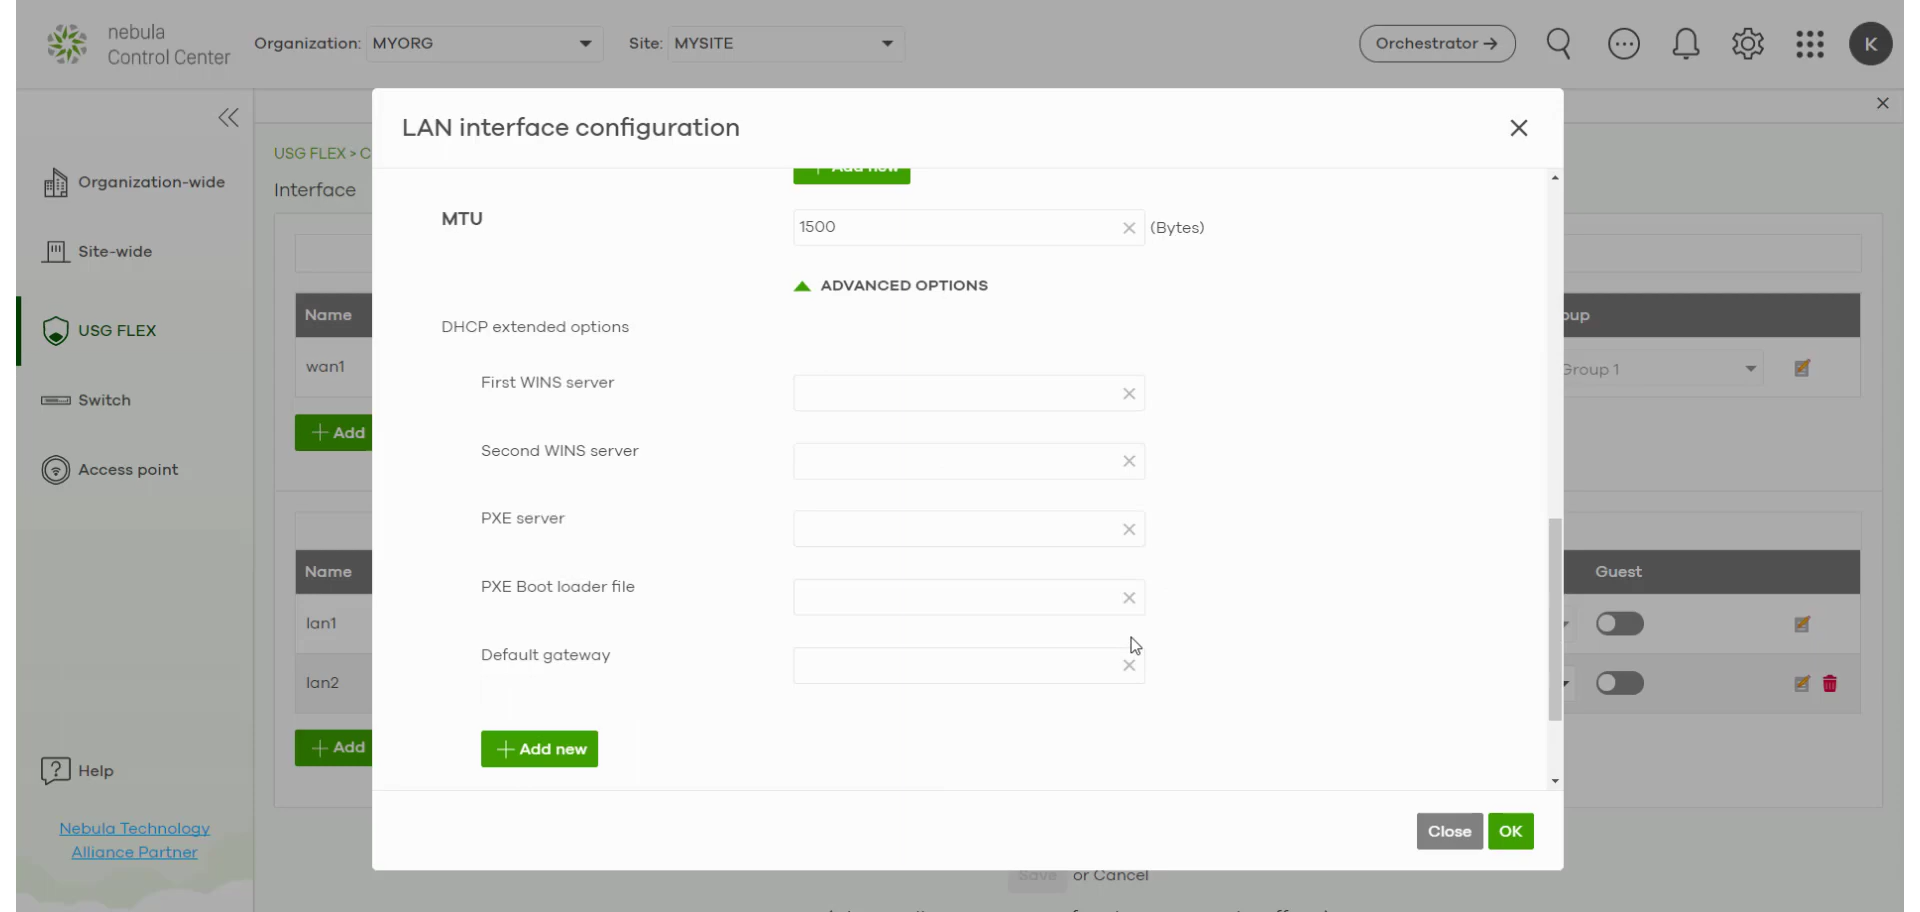 nebula
Control Center
Organization: MYORG
Site: MYSITE
Orchestrator →
K
LAN interface configuration
USG FLEX > C
Organization-wide
Interface
Add new
MTU
1500
(Bytes)
Site-wide
ADVANCED OPTIONS
Name
DHCP extended options
USG FLEX
wan1
Group 1
First WINS server
Switch
Add
Second WINS server
Access point
PXE server
Name
Guest
PXE Boot loader file
lan1
Default gateway
lan2
Add
+ Add new
Help
Nebula Technology
Alliance Partner
Close
OK
Save or Cancel